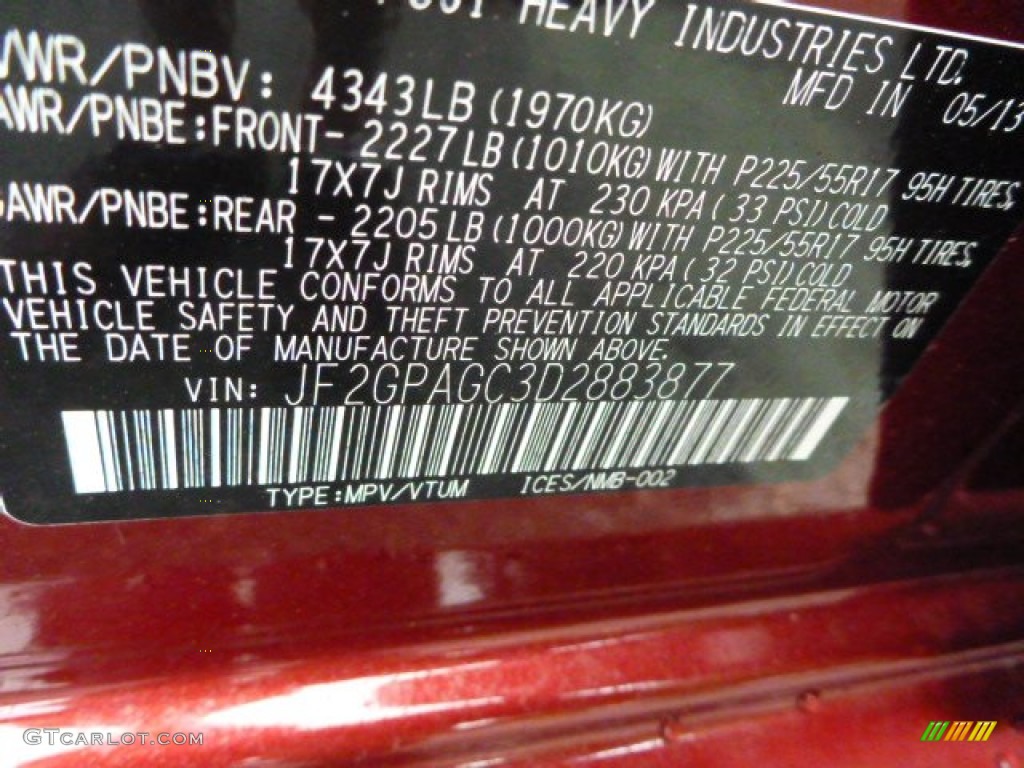 HEAVY INDUSTRIES LTD.
MFD IN 05/13
WR/PNBV: 4343LB (1970KG)
AWR/PNBE:FRONT- 2227LB (1010KG) WITH P225/55R17 95H TIRES,
17X7J RIMS AT 230 KPA ( 33 PSI) COLD
GAWR/PNBE:REAR - 2205LB (1000KG) WITH P225/55R17 95H TIRES,
17X7J RIMS AT 220 KPA ( 32 PSI) COLD
THIS VEHICLE CONFORMS TO ALL APPLICABLE FEDERAL MOTOR
VEHICLE SAFETY AND THEFT PREVENTION STANDARDS IN EFFECT ON
THE DATE OF MANUFACTURE SHOWN ABOVE.
VIN: JF2GPAGC3D2883877
TYPE:MPV/VTUM ICES/NMB-002
GTCARLOT.COM